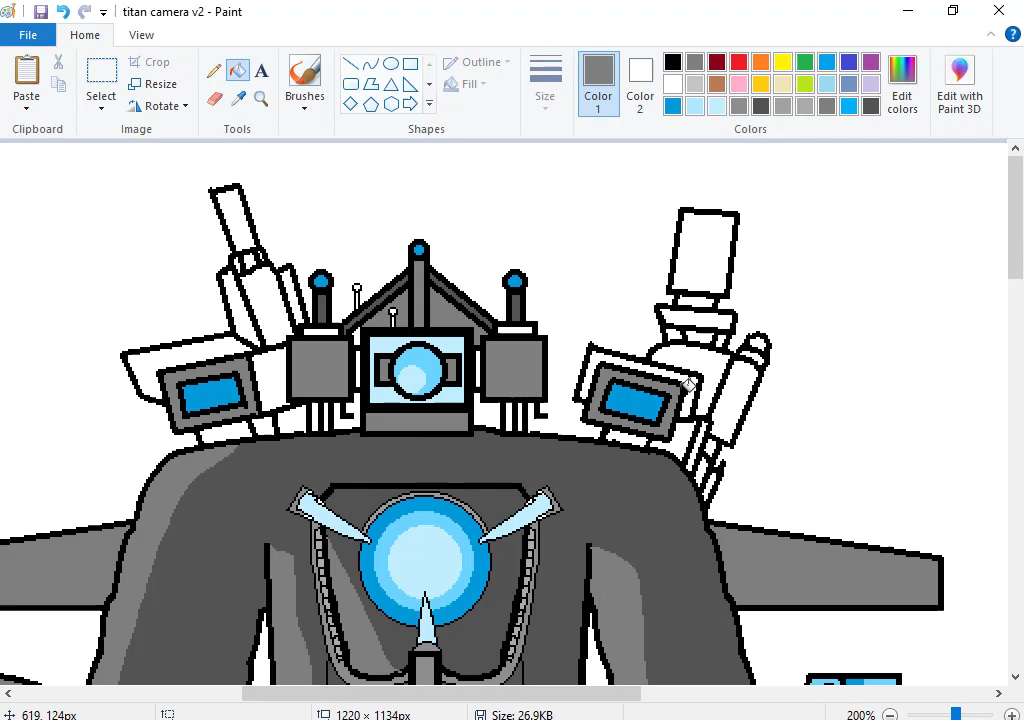 titan camera v2 - Paint
File
Home
View
Paste
Clipboard
Select
Crop
Resize
Rotate
Image
A
Tools
Brushes
Outline
Fill
Shapes
Size
Color
1
Color
2
Edit
colors
Colors
Edit with
Paint 3D
?
619, 124px
1220 × 1134px
Size: 26.9KB
200%